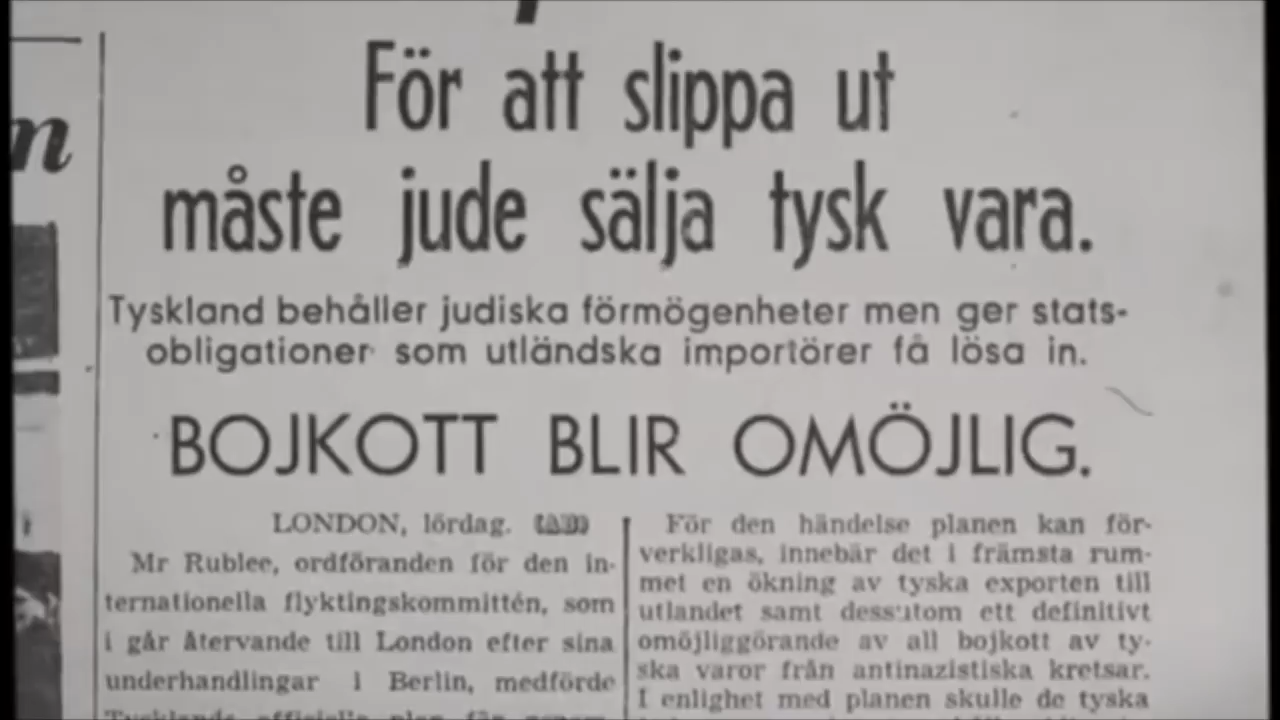 n
För att slippa ut
måste jude sälja tysk vara.
Tyskland behåller judiska förmögenheter men ger stats-
obligationer som utländska importörer få lösa in.
BOJKOTT BLIR OMÖJLIG.
LONDON, lördag.
Mr Rublee, ordföranden för den in-
ternationella flyktingskommittén, som
i går återvande till London efter sina
underhandlingar i Berlin, medförde
För den händelse planen kan för-
verkligas, innebär det i främsta rum-
met en ökning av tyska exporten till
utlandet samt dessutom ett definitivt
omöjliggörande av all bojkott av ty-
ska varor från antinazistiska kretsar.
I enlighet med planen skulle de tyska